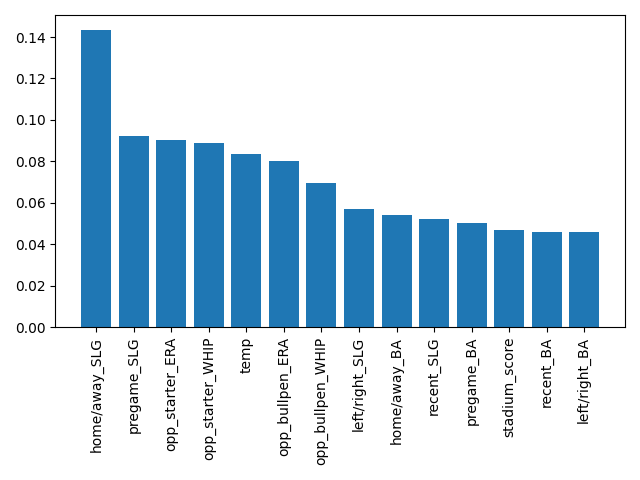 0.14
0.12
0.10
0.08
0.06
0.04
0.02
0.00
home/away_SLG
pregame_SLG
opp_starter_ERA
opp_starter_WHIP
temp
opp_bullpen_ERA
opp_bullpen_WHIP
left/right_SLG
home/away_BA
recent_SLG
pregame_BA
stadium_score
recent_BA
left/right_BA